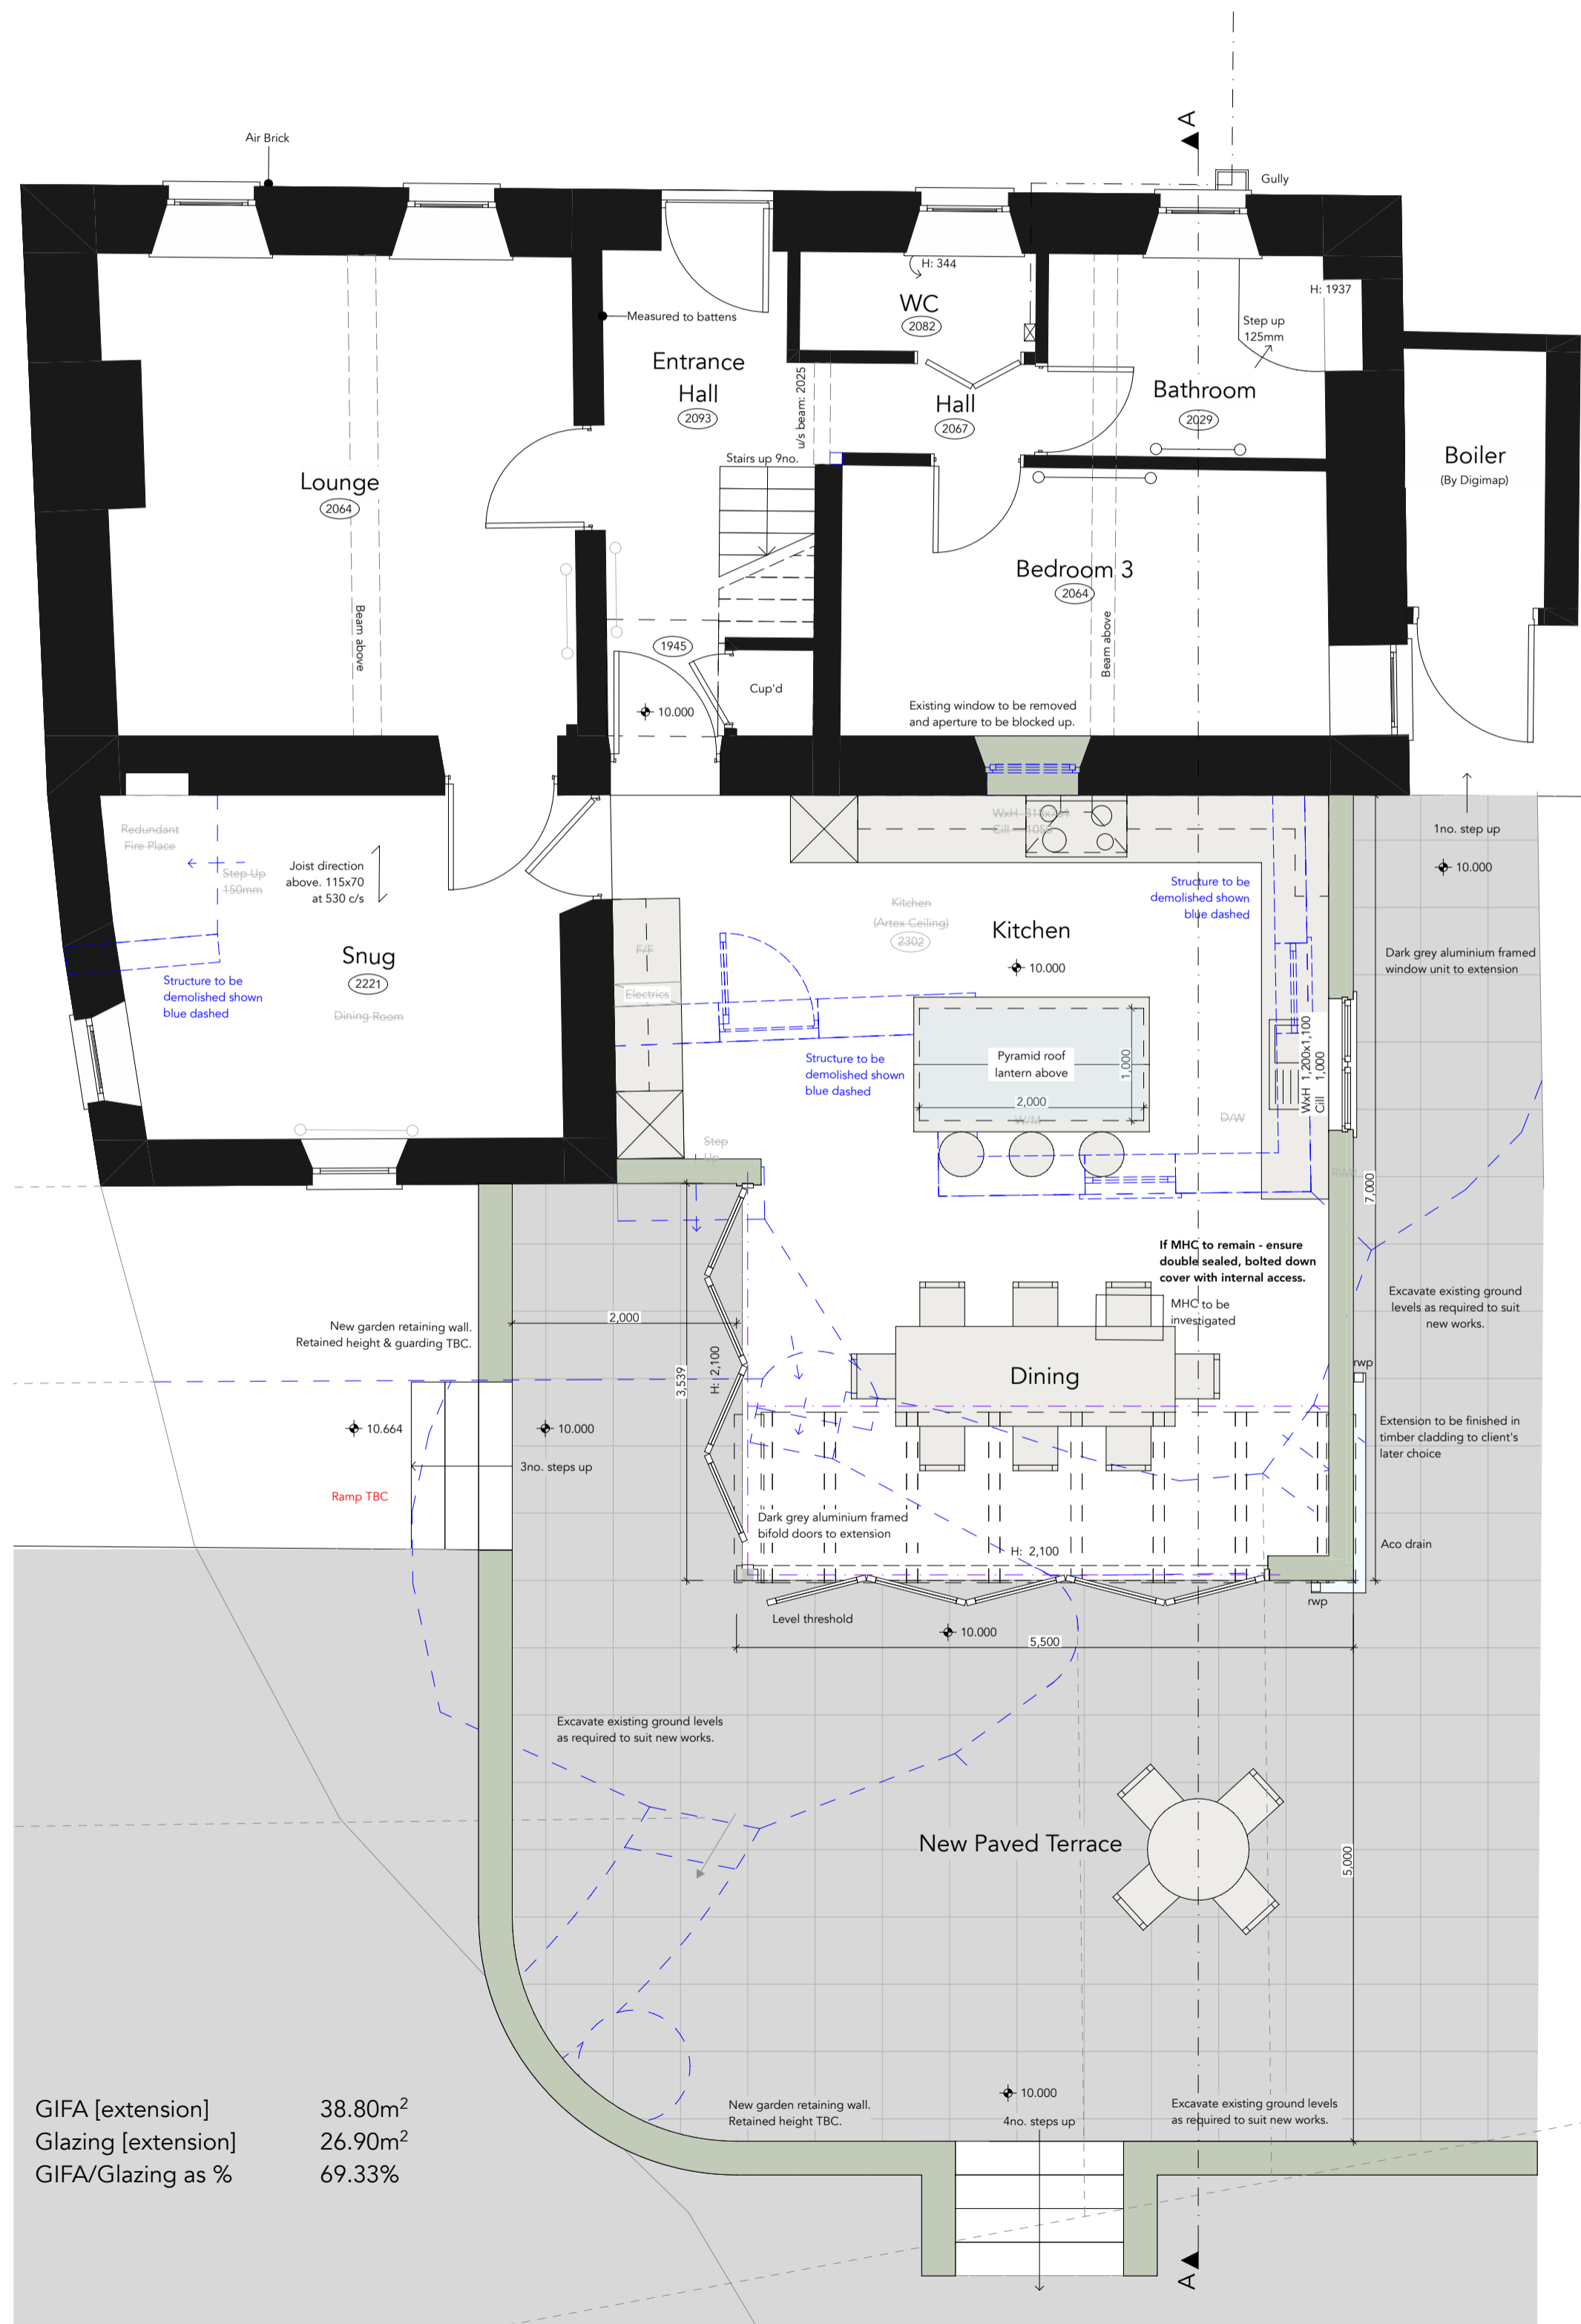 A
Air Brick
Gully
H: 344
WC
2082
H: 1937
Measured to battens
Step up
125mm
Entrance
Hall
2093
u/s beam: 2025
Hall
2067
Bathroom
2029
Stairs up 9no.
Lounge
2064
Boiler
(By Digimap)
Bedroom 3
2064
Beam above
Beam above
1945
Cup'd
10.000
Existing window to be removed
and aperture to be blocked up.
Redundant
Fire Place
Step Up
150mm
Joist direction
above. 115x70
at 530 c/s
1no. step up
10.000
Structure to be
demolished shown
blue dashed
Kitchen
(Artex Ceiling)
2302
Kitchen
10.000
F/F
Electrics
Snug
2221
Dining Room
Structure to be
demolished shown
blue dashed
Dark grey aluminium framed
window unit to extension
Structure to be
demolished shown
blue dashed
Pyramid roof
lantern above
1,000
2,000
W/M
D/W
WxH 1,200x1,100
Cill 1,000
Step
Up
7,000
If MHC to remain - ensure
double sealed, bolted down
cover with internal access.
MHC to be
investigated
Excavate existing ground
levels as required to suit
new works.
New garden retaining wall.
Retained height & guarding TBC.
2,000
3,539
H: 2,100
Dining
rwp
10.664
10.000
3no. steps up
Ramp TBC
Extension to be finished in
timber cladding to client's
later choice
Dark grey aluminium framed
bifold doors to extension
H: 2,100
Aco drain
Level threshold
rwp
10.000
5,500
Excavate existing ground levels
as required to suit new works.
New Paved Terrace
5,000
10.000
New garden retaining wall.
Retained height TBC.
4no. steps up
Excavate existing ground levels
as required to suit new works.
GIFA [extension] 38.80m²
Glazing [extension] 26.90m²
GIFA/Glazing as % 69.33%
A